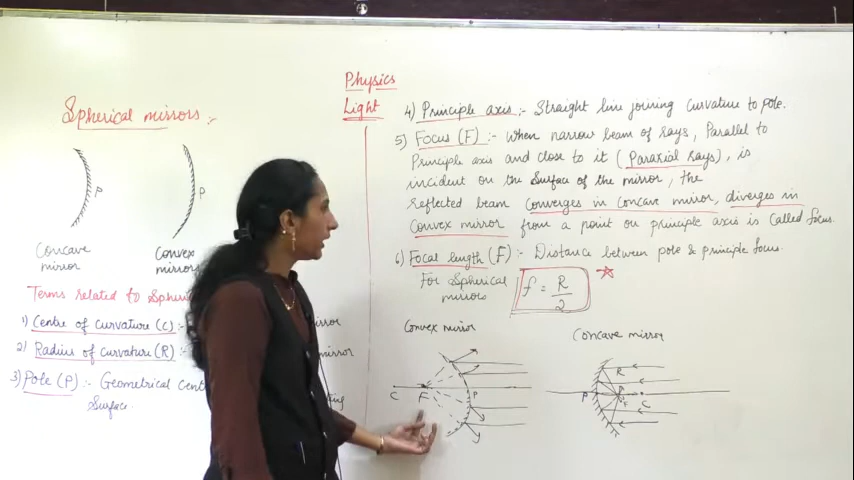 Physics
Light
Spherical mirrors :-
P
P
Concave
mirror
Convex
mirror
Terms related to Spheri
1) Centre of curvature (C) :-
irror
2) Radius of curvature (R) :-
mirror
3) Pole (P) :- Geometrical cent
Surface.
4) Principle axis :- Straight line joining curvature to pole.
5) Focus (F) :- When narrow beam of rays, Parallel to
Principle axis and close to it (Paraxial rays), is
incident on the Surface of the mirror, the
reflected beam Converges in concave mirror, diverges in
Convex mirror from a point on principle axis is called focus.
6) Focal length (F) :- Distance between pole & principle focus.
For Spherical
mirrors
f = R
2
Convex mirror
C F P
Concave mirror
R
P F C